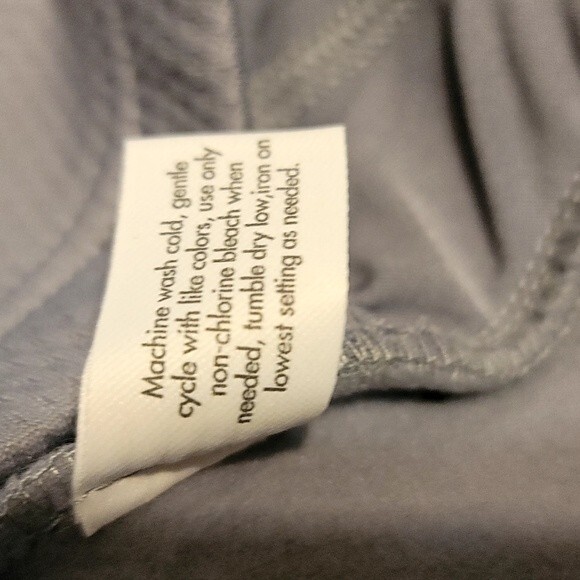 Machine wash cold, gentle
cycle with like colors, use only
non-chlorine bleach when
needed, tumble dry low,iron on
lowest setting as needed.